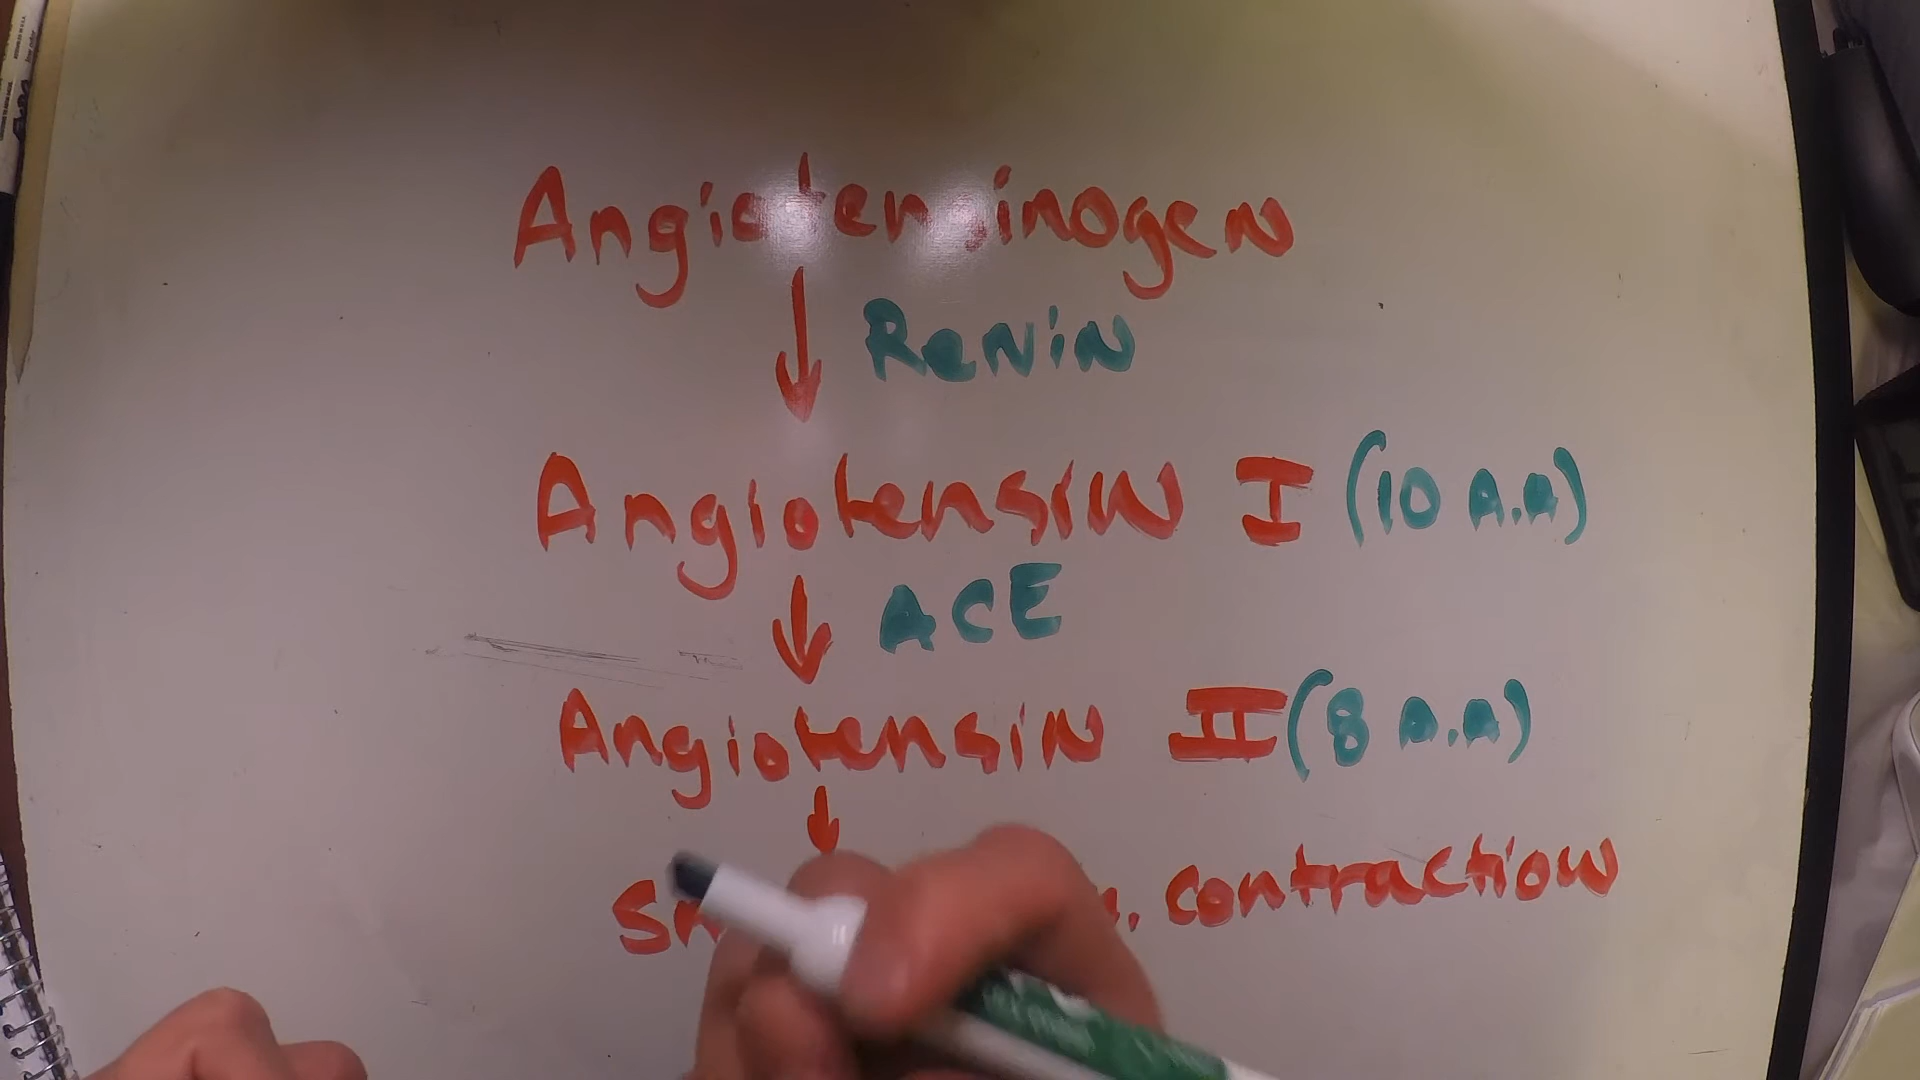 Angiotensinogen
Renin
Angiotensin I (10 A.A)
ACE
Angiotensin II (8 A.A)
contraction